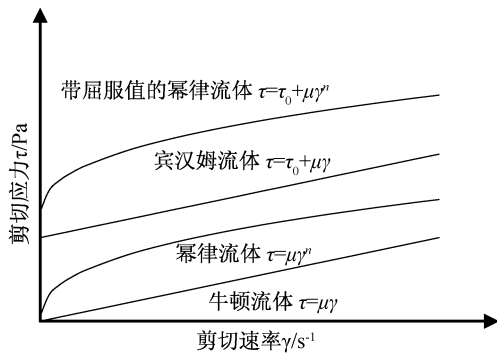 剪切应力τ/Pa
带屈服值的幂律流体 τ=τ₀+μγⁿ
宾汉姆流体 τ=τ₀+μγ
幂律流体 τ=μγⁿ
牛顿流体 τ=μγ
剪切速率γ/s⁻¹